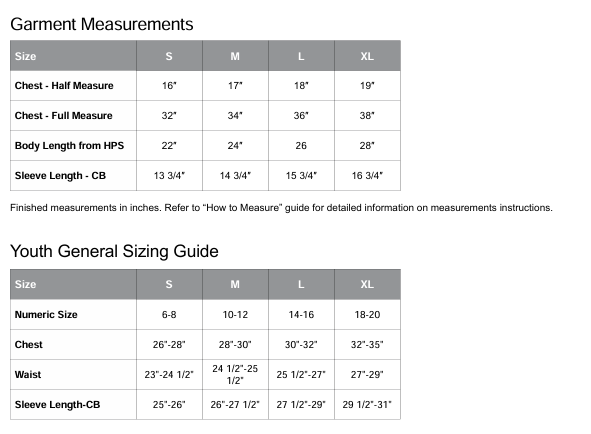 Garment Measurements
Size S M L XL
Chest - Half Measure 16″ 17″ 18″ 19″
Chest - Full Measure 32″ 34″ 36″ 38″
Body Length from HPS 22″ 24″ 26 28″
Sleeve Length - CB 13 3/4″ 14 3/4″ 15 3/4″ 16 3/4″
Finished measurements in inches. Refer to “How to Measure” guide for detailed information on measurements instructions.
Youth General Sizing Guide
Size S M L XL
Numeric Size 6-8 10-12 14-16 18-20
Chest 26"-28" 28"-30" 30"-32" 32"-35"
Waist 23"-24 1/2" 24 1/2"-25 1/2" 25 1/2"-27" 27"-29"
Sleeve Length-CB 25"-26" 26"-27 1/2" 27 1/2"-29" 29 1/2"-31"